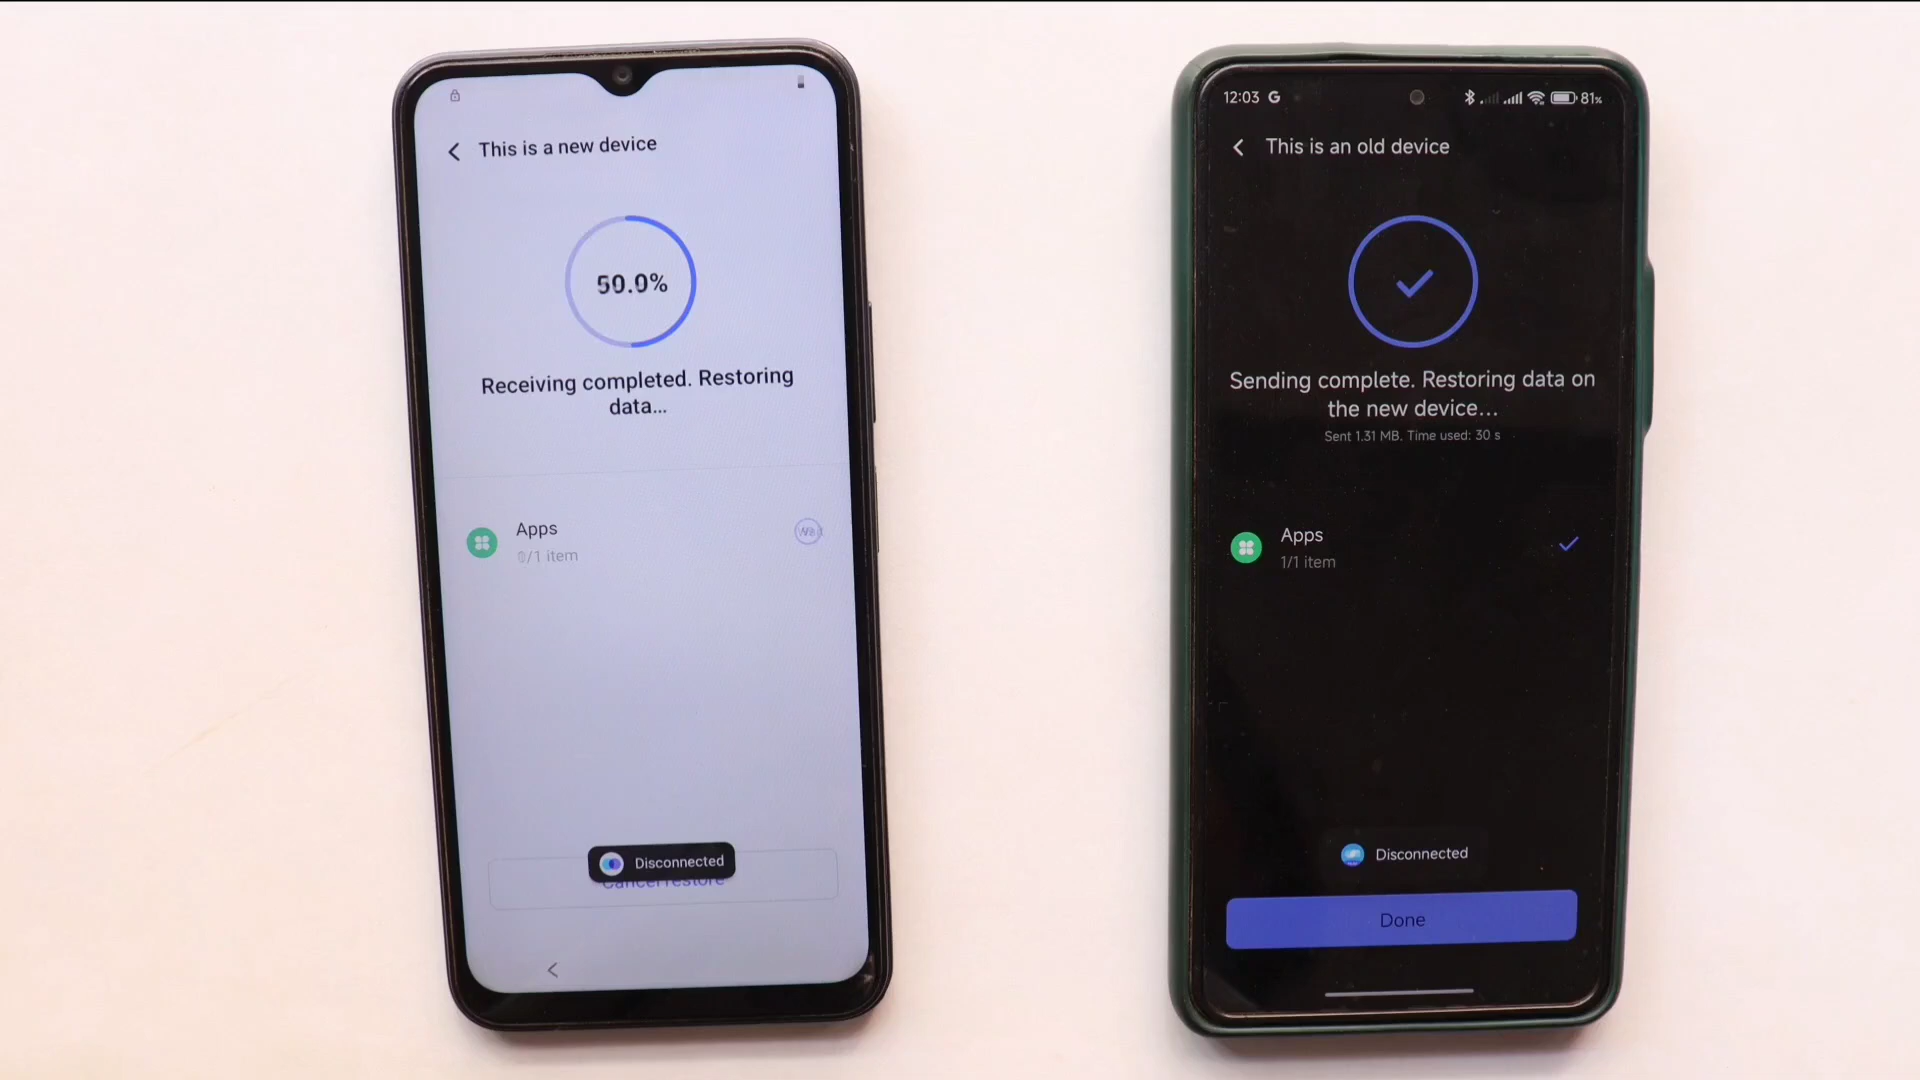 This is a new device
50.0%
Receiving completed. Restoring
data...
Apps
0/1 item
Disconnected
Cancel restore
12:03 G
81%
This is an old device
Sending complete. Restoring data on
the new device...
Sent 1.31 MB. Time used: 30 s
Apps
1/1 item
Disconnected
Done